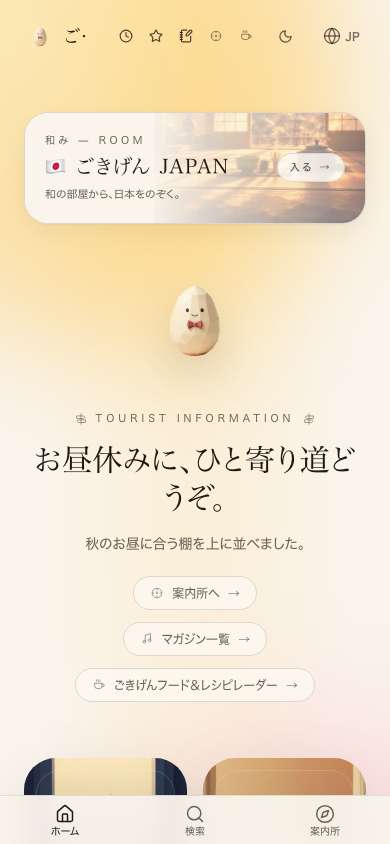 ご·
JP
和み — ROOM
🇯🇵 ごきげん JAPAN
入る →
和の部屋から、日本をのぞく。
TOURIST INFORMATION
お昼休みに、ひと寄り道ど
うぞ。
秋のお昼に合う棚を上に並べました。
案内所へ →
マガジン一覧 →
ごきげんフード&レシピレーダー →
ホーム
検索
案内所